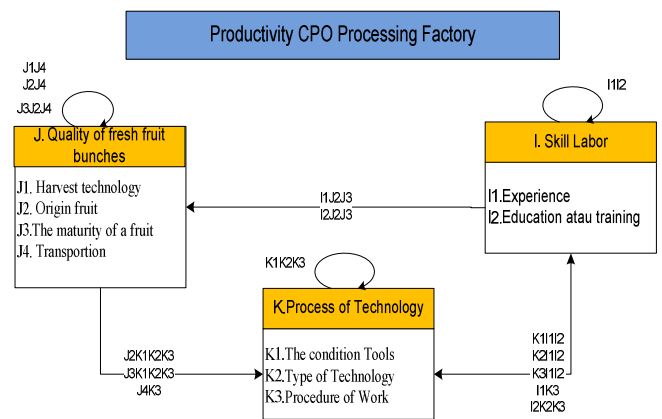 Productivity CPO Processing Factory
J1J4
J2J4
J3J2J4
J. Quality of fresh fruit
bunches
J1. Harvest technology
J2. Origin fruit
J3.The maturity of a fruit
J4. Transportion
I1I2
I. Skill Labor
I1.Experience
I2.Education atau training
I1J2J3
I2J2J3
K1K2K3
K.Process of Technology
K1.The condition Tools
K2.Type of Technology
K3.Procedure of Work
J2K1K2K3
J3K1K2K3
J4K3
K1I1I2
K2I1I2
K3I1I2
I1K3
I2K2K3